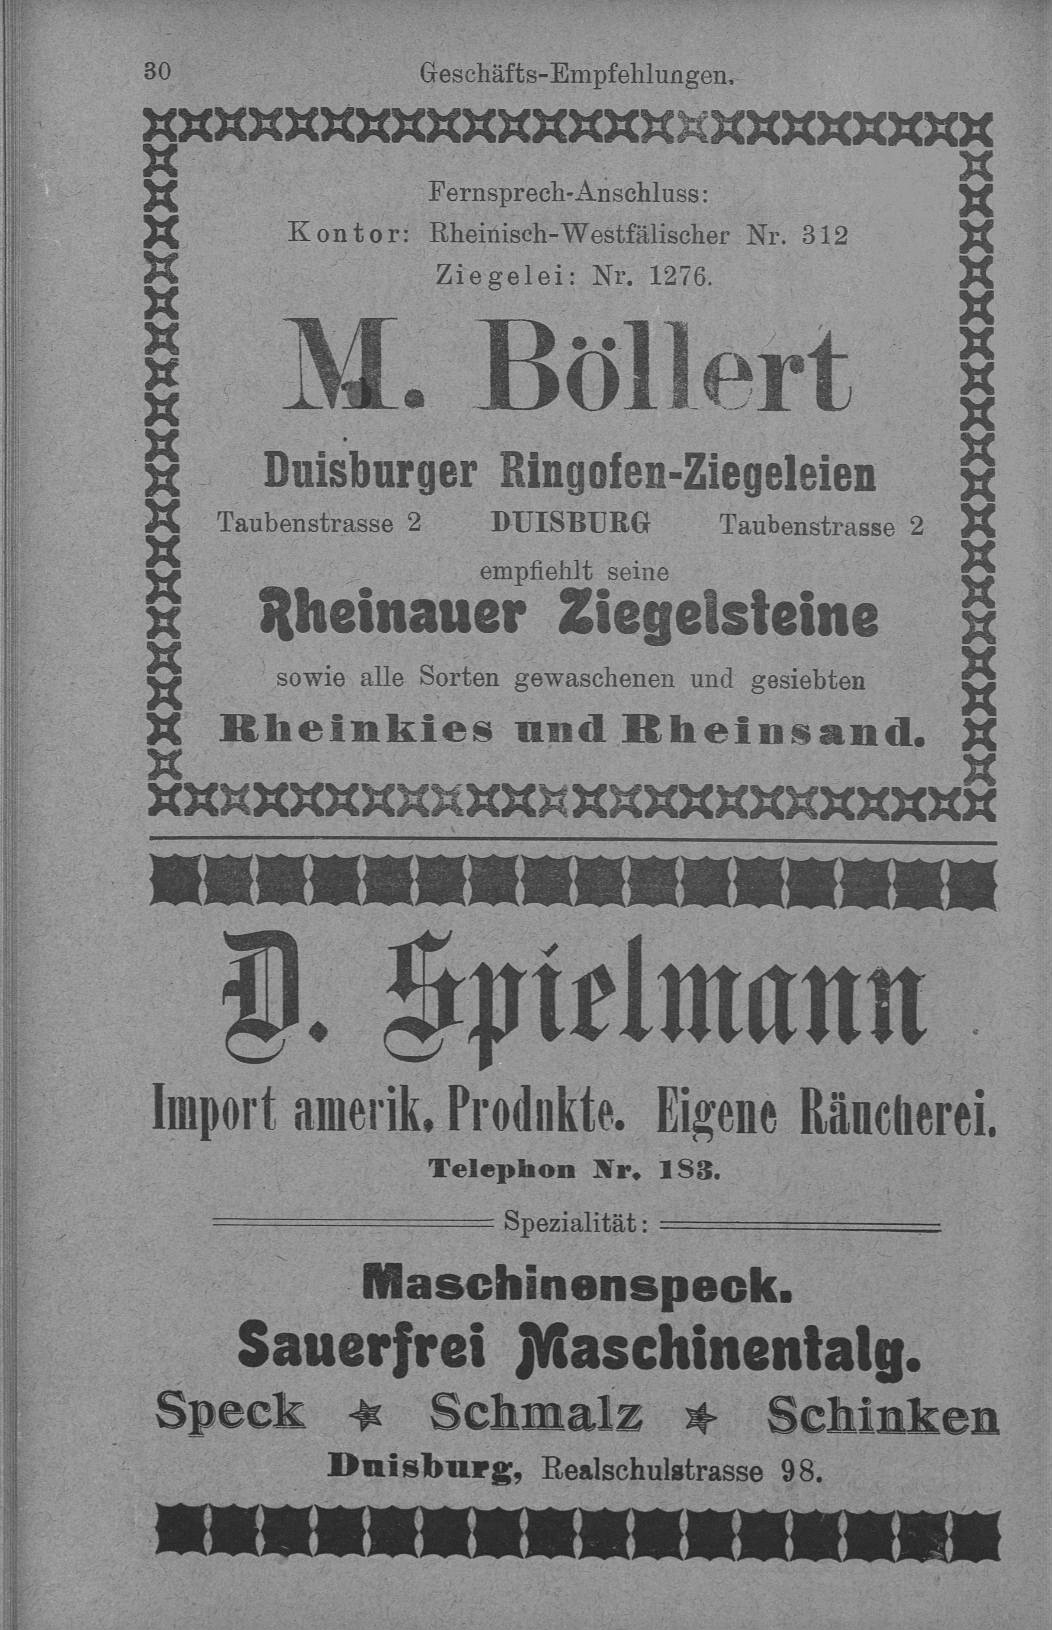 30
Geschäfts-Empfehlungen.
Fernsprech-Anschluss:
Kontor: Rheinisch-Westfälischer Nr. 312
Ziegelei: Nr. 1276.
M. Böllert
Duisburger Ringofen-Ziegeleien
Taubenstrasse 2 DUISBURG Taubenstrasse 2
empfiehlt seine
Rheinauer Ziegelsteine
sowie alle Sorten gewaschenen und gesiebten
Rheinkies und Rheinsand.
D. Spielmann
Import amerik. Produkte. Eigene Räucherei.
Telephon Nr. 183.
Spezialität:
Maschinenspeck.
Sauerfrei Maschinentalg.
Speck ★ Schmalz ★ Schinken
Duisburg, Realschulstrasse 98.